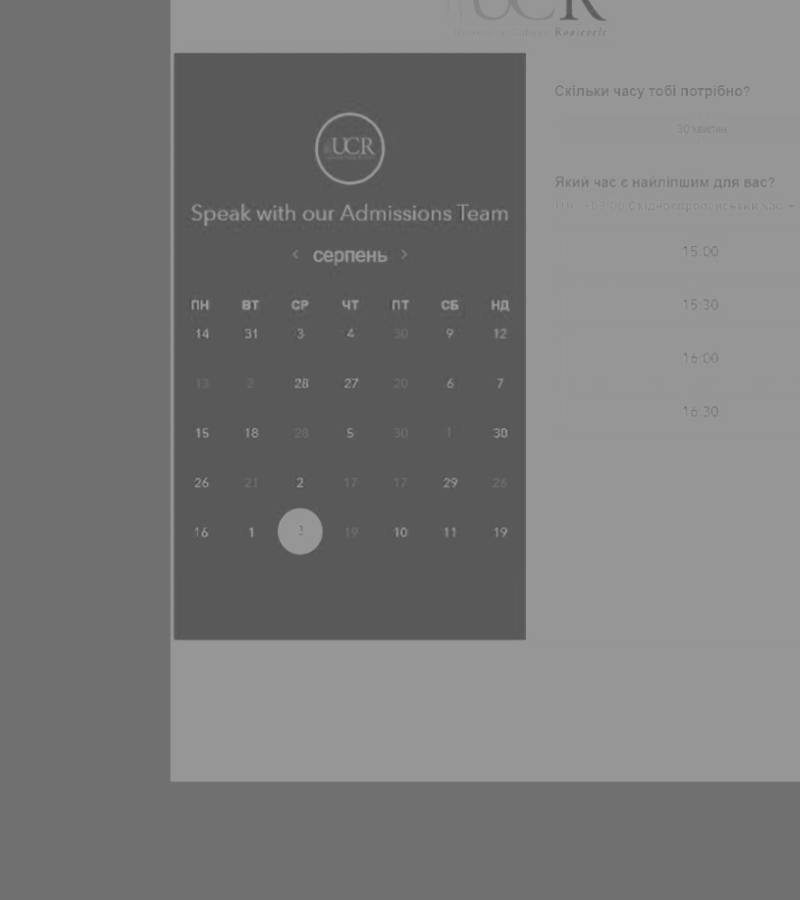 UCR
Roosevelt
UCR
Speak with our Admissions Team
‹ серпень ›
ПН ВТ СР ЧТ ПТ СБ НД
14 31 3 4 30 9 12
13 2 28 27 20 6 7
15 18 28 5 30 1 30
26 21 2 17 17 29 26
16 1 19 10 11 19
Скільки часу тобі потрібно?
30 хвилин
Який час є найліпшим для вас?
Східноєвропейський час
15:00
15:30
16:00
16:30